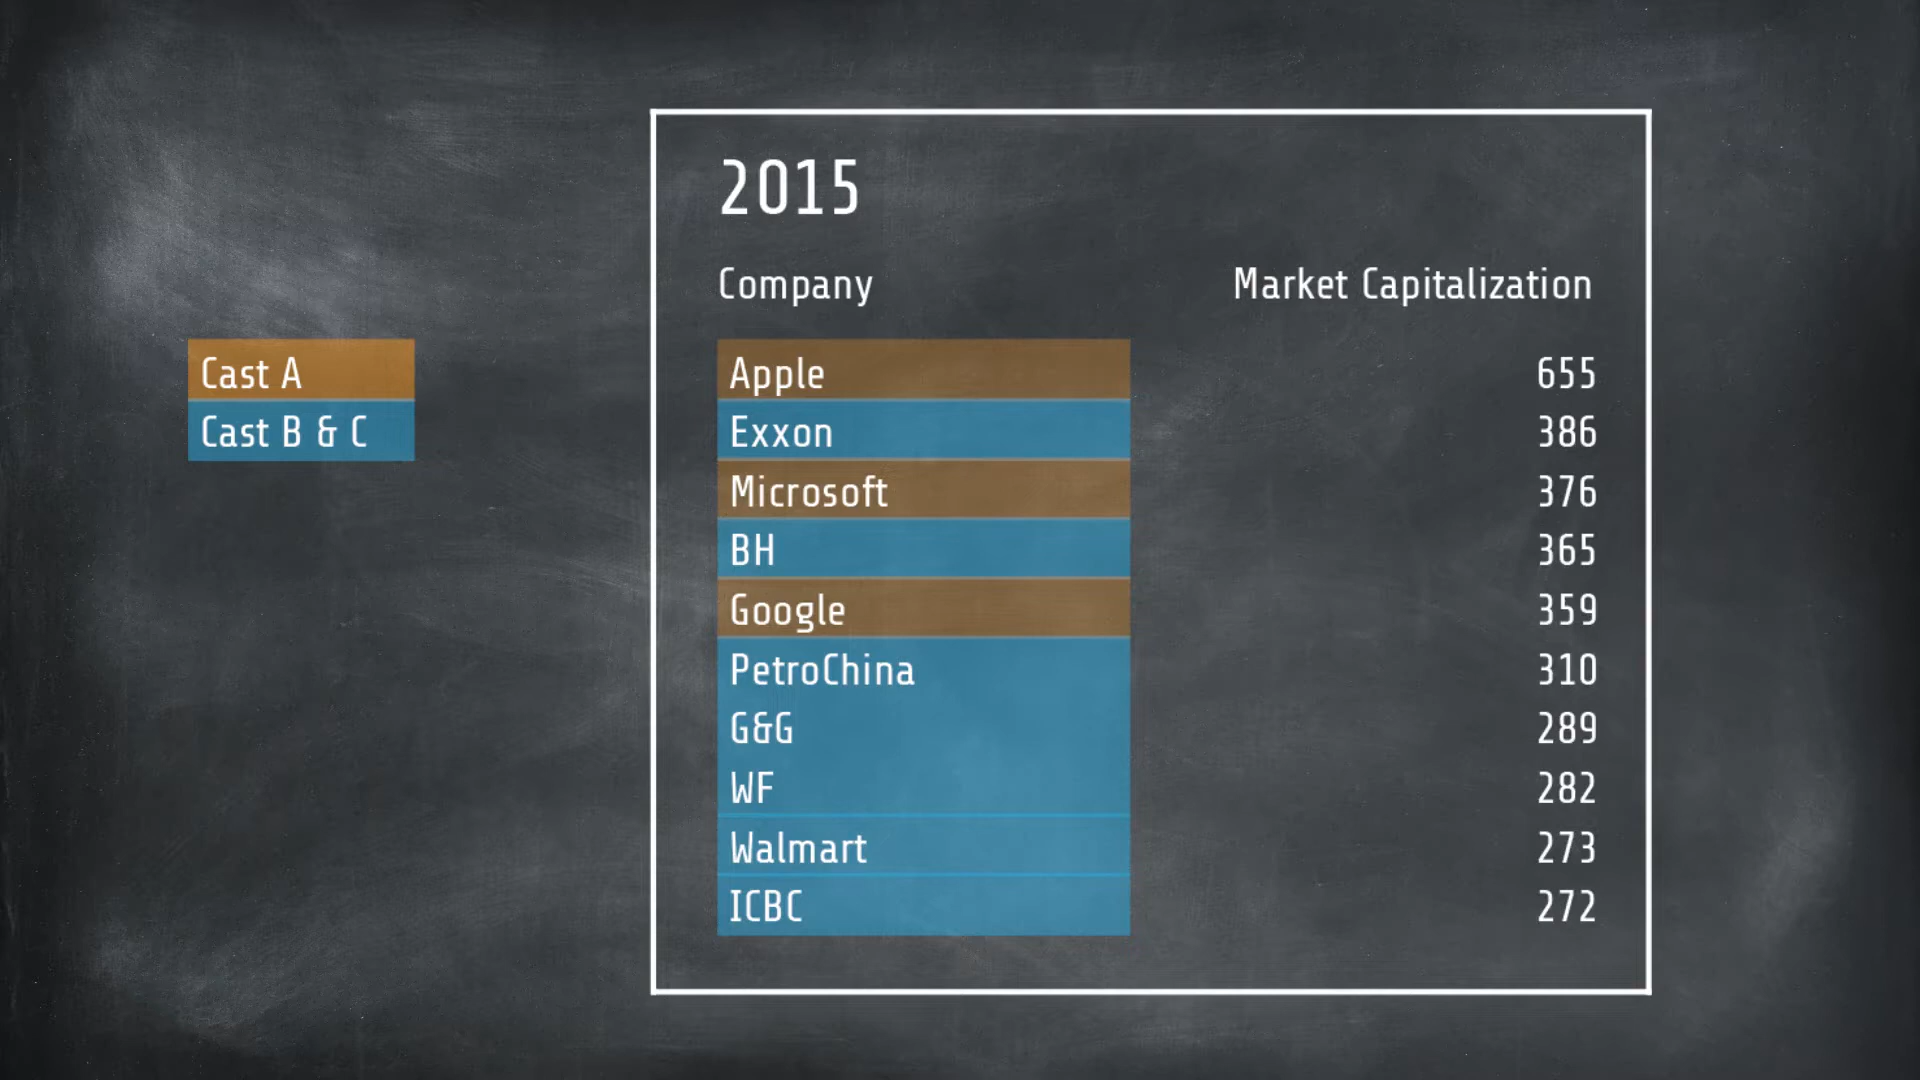 2015
Company Market Capitalization
Cast A
Cast B & C
Apple 655
Exxon 386
Microsoft 376
BH 365
Google 359
PetroChina 310
G&G 289
WF 282
Walmart 273
ICBC 272